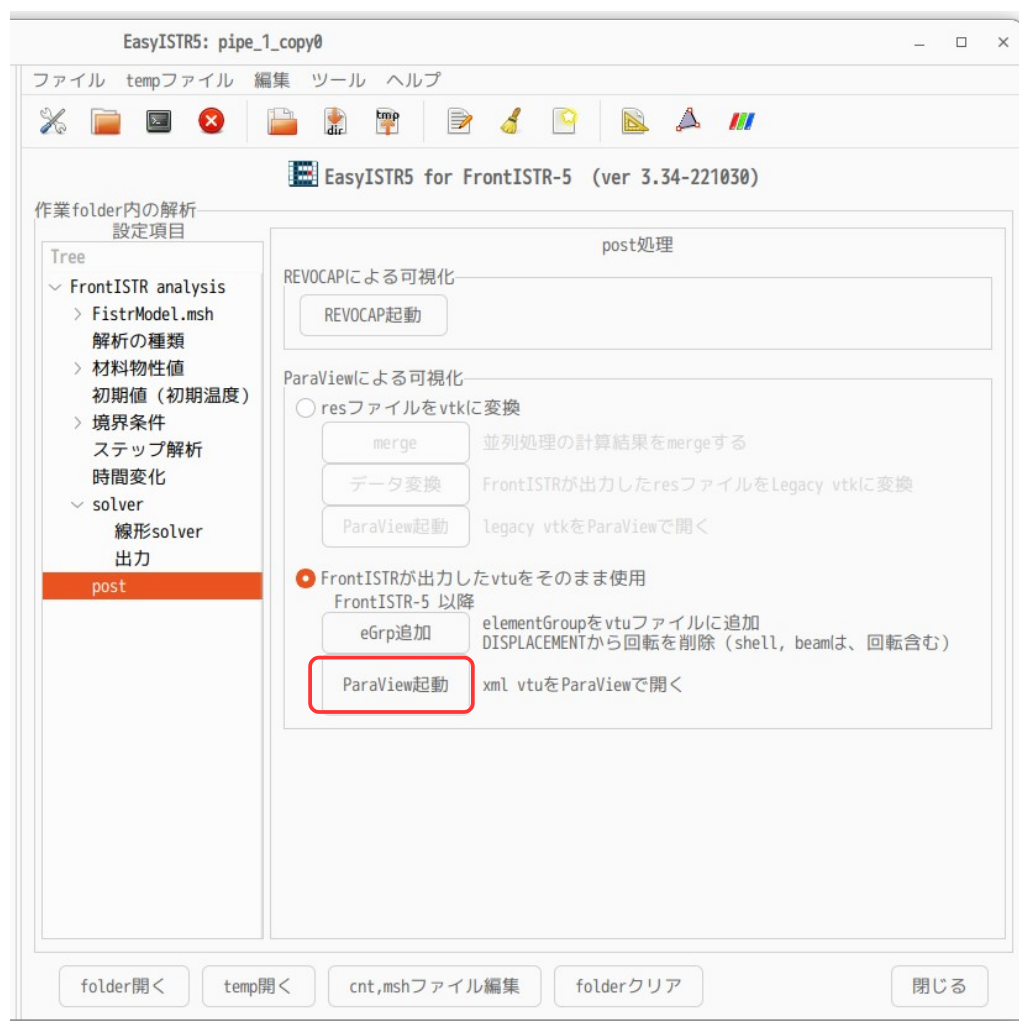 EasyISTR5: pipe_1_copy0
ファイル tempファイル 編集 ツール ヘルプ
dir
tmp
EasyISTR5 for FrontISTR-5 (ver 3.34-221030)
作業folder内の解析
設定項目
Tree
FrontISTR analysis
FistrModel.msh
解析の種類
材料物性値
初期値（初期温度）
境界条件
ステップ解析
時間変化
solver
線形solver
出力
post
post処理
REVOCAPによる可視化
REVOCAP起動
ParaViewによる可視化
resファイルをvtkに変換
merge 並列処理の計算結果をmergeする
データ変換 FrontISTRが出力したresファイルをLegacy vtkに変換
ParaView起動 legacy vtkをParaViewで開く
FrontISTRが出力したvtuをそのまま使用
FrontISTR-5 以降
eGrp追加 elementGroupをvtuファイルに追加
DISPLACEMENTから回転を削除（shell, beamは、回転含む）
ParaView起動 xml vtuをParaViewで開く
folder開く temp開く cnt,mshファイル編集 folderクリア 閉じる